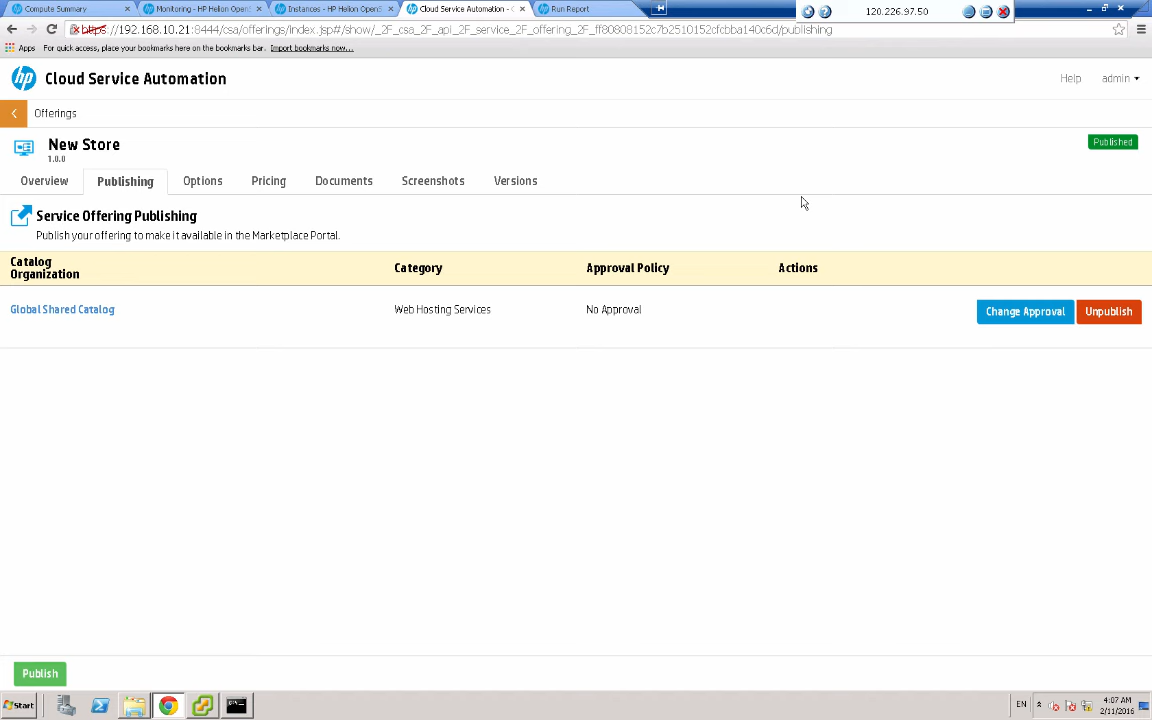 Compute Summary
Monitoring - HP Helion OpenS
Instances - HP Helion OpenS
Cloud Service Automation - C
Run Report
120.226.97.50
https://192.168.10.21:8444/csa/offerings/index.jsp#/show/_2F_csa_2F_api_2F_service_2F_offering_2F_ff80808152c7b2510152cfcbba140c6d/publishing
Apps
For quick access, place your bookmarks here on the bookmarks bar.
Import bookmarks now...
hp
Cloud Service Automation
Help
admin
Offerings
New Store
1.0.0
Published
Overview
Publishing
Options
Pricing
Documents
Screenshots
Versions
Service Offering Publishing
Publish your offering to make it available in the Marketplace Portal.
Catalog
Organization
Category
Approval Policy
Actions
Global Shared Catalog
Web Hosting Services
No Approval
Change Approval
Unpublish
Publish
Start
EN
4:07 AM
2/11/2016